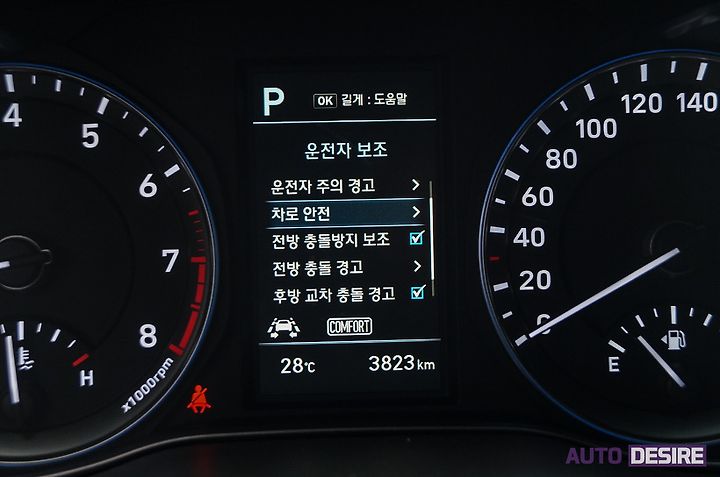 P OK 길게 : 도움말
운전자 보조
운전자 주의 경고
차로 안전
전방 충돌방지 보조
전방 충돌 경고
후방 교차 충돌 경고
COMFORT
28℃ 3823 km
4
5
6
7
8
x1000rpm
H
0
20
40
60
80
100
120
140
E
AUTO DESIRE